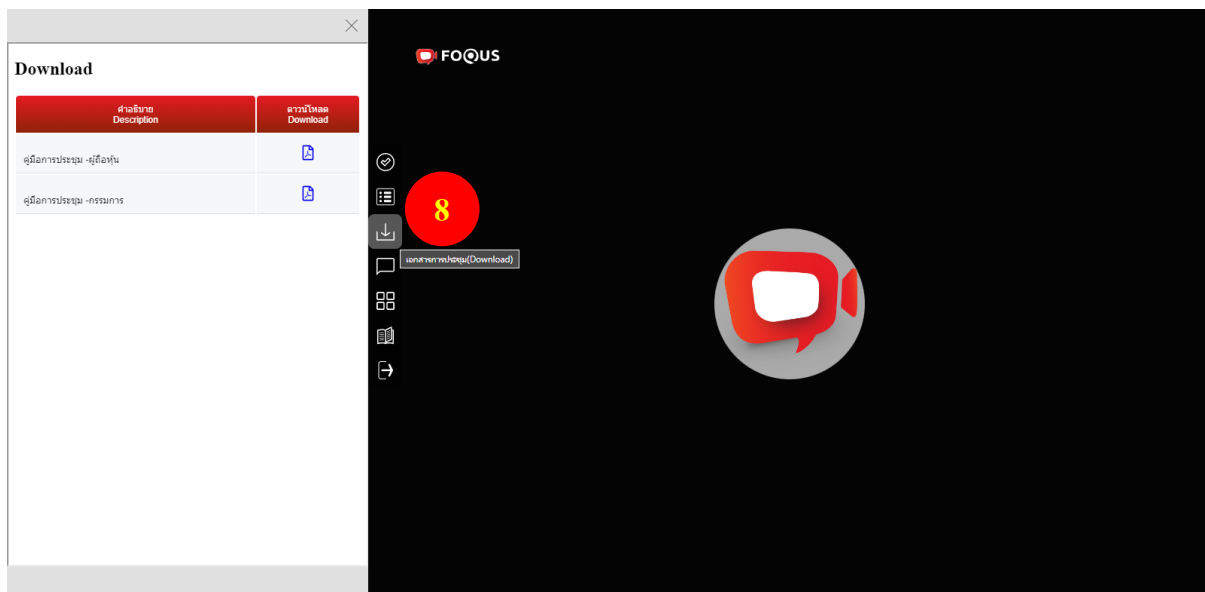 Download
คำอธิบาย
Description
ดาวน์โหลด
Download
คู่มือการประชุม -ผู้ถือหุ้น
คู่มือการประชุม -กรรมการ
FOQUS
8
เอกสารการประชุม(Download)